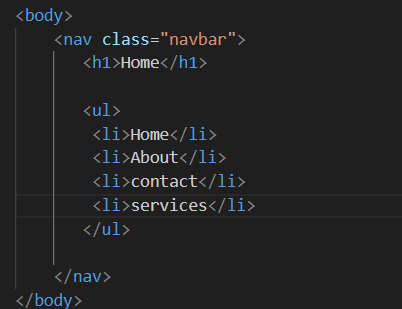 <body>
<nav class="navbar">
<h1>Home</h1>
<ul>
<li>Home</li>
<li>About</li>
<li>contact</li>
<li>services</li>
</ul>
</nav>
</body>